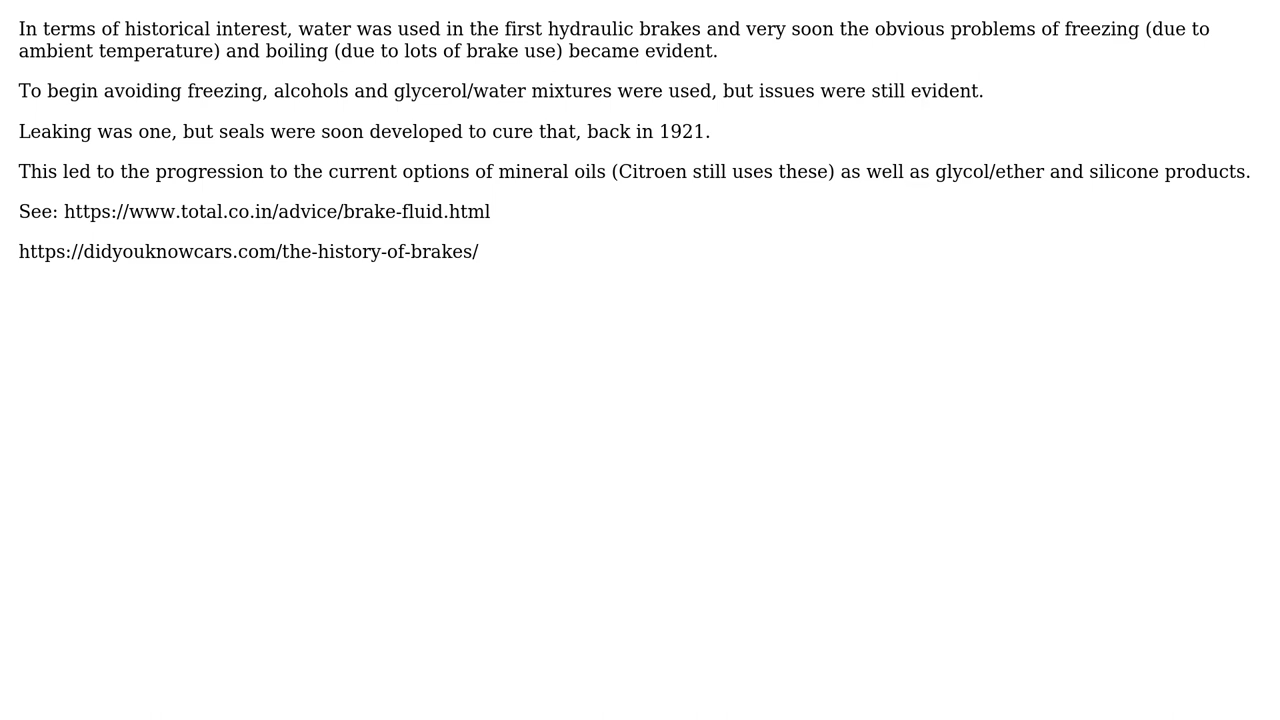 In terms of historical interest, water was used in the first hydraulic brakes and very soon the obvious problems of freezing (due to
ambient temperature) and boiling (due to lots of brake use) became evident.
To begin avoiding freezing, alcohols and glycerol/water mixtures were used, but issues were still evident.
Leaking was one, but seals were soon developed to cure that, back in 1921.
This led to the progression to the current options of mineral oils (Citroen still uses these) as well as glycol/ether and silicone products.
See: https://www.total.co.in/advice/brake-fluid.html
https://didyouknowcars.com/the-history-of-brakes/